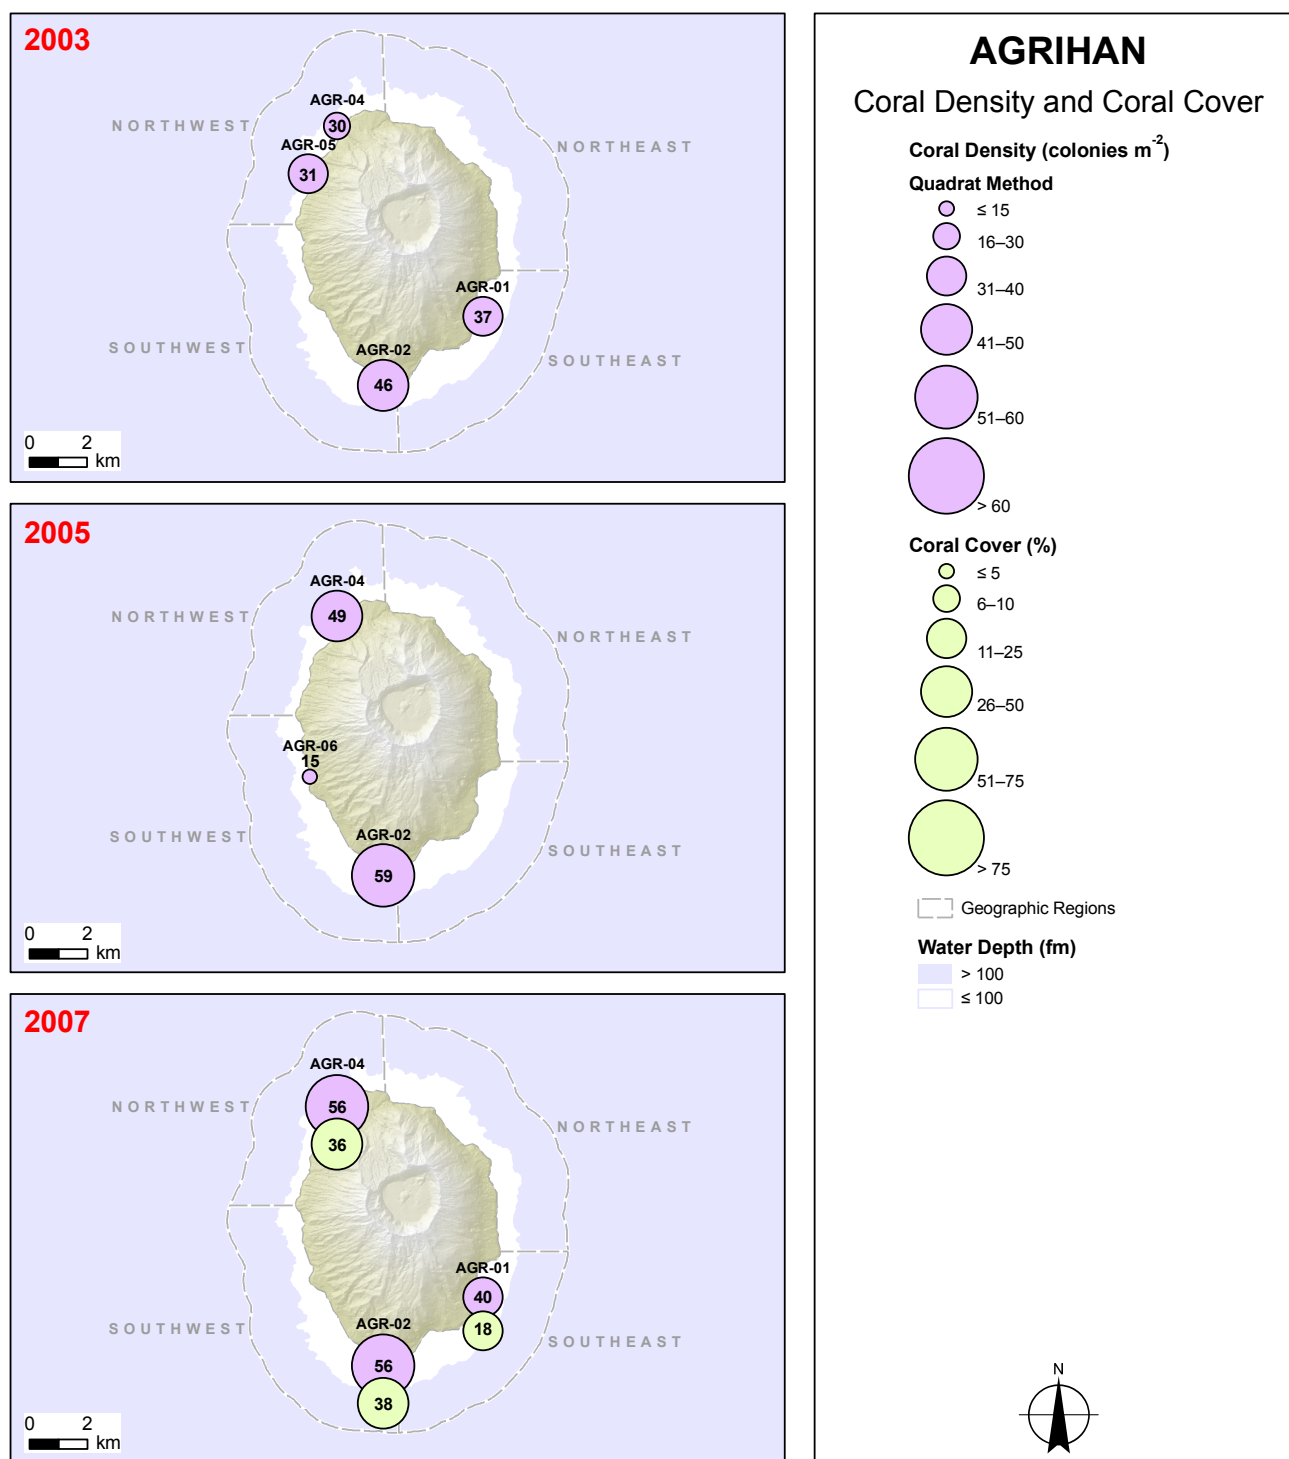 2003
AGR-04
30
NORTHWEST
AGR-05
31
NORTHEAST
AGR-01
37
SOUTHWEST
AGR-02
46
SOUTHEAST
0 2
km
2005
AGR-04
49
NORTHWEST
NORTHEAST
AGR-06
15
SOUTHWEST
AGR-02
59
SOUTHEAST
0 2
km
2007
AGR-04
56
36
NORTHWEST
NORTHEAST
AGR-01
40
18
SOUTHWEST
AGR-02
56
38
SOUTHEAST
0 2
km
AGRIHAN
Coral Density and Coral Cover
Coral Density (colonies m⁻²)
Quadrat Method
≤ 15
16–30
31–40
41–50
51–60
> 60
Coral Cover (%)
≤ 5
6–10
11–25
26–50
51–75
> 75
Geographic Regions
Water Depth (fm)
> 100
≤ 100
N